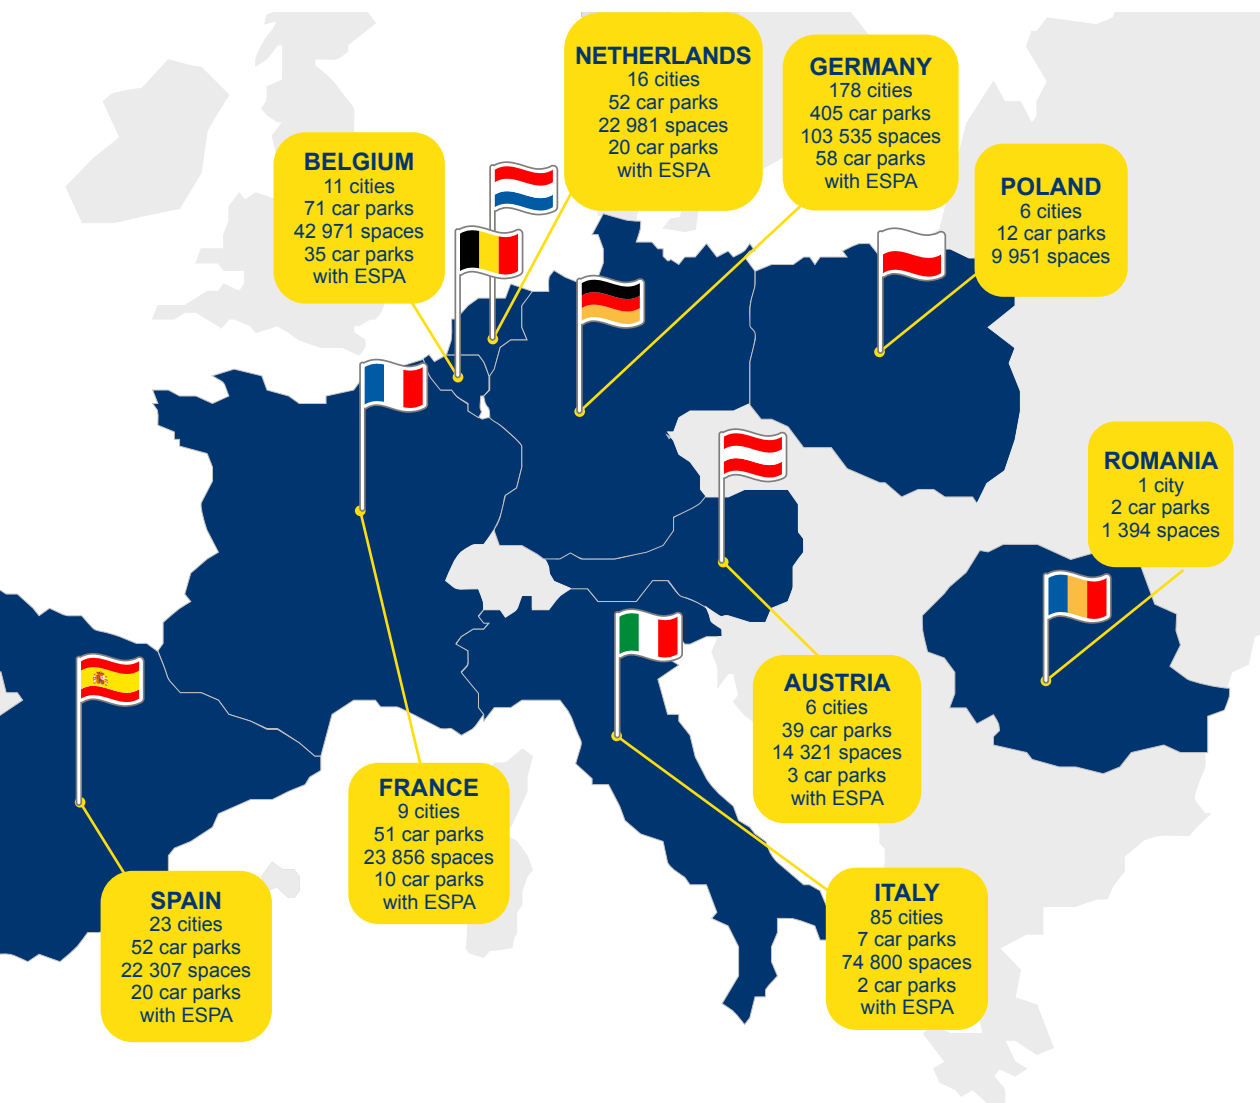 NETHERLANDS
16 cities
52 car parks
22 981 spaces
20 car parks
with ESPA
GERMANY
178 cities
405 car parks
103 535 spaces
58 car parks
with ESPA
BELGIUM
11 cities
71 car parks
42 971 spaces
35 car parks
with ESPA
POLAND
6 cities
12 car parks
9 951 spaces
ROMANIA
1 city
2 car parks
1 394 spaces
AUSTRIA
6 cities
39 car parks
14 321 spaces
3 car parks
with ESPA
FRANCE
9 cities
51 car parks
23 856 spaces
10 car parks
with ESPA
SPAIN
23 cities
52 car parks
22 307 spaces
20 car parks
with ESPA
ITALY
85 cities
7 car parks
74 800 spaces
2 car parks
with ESPA